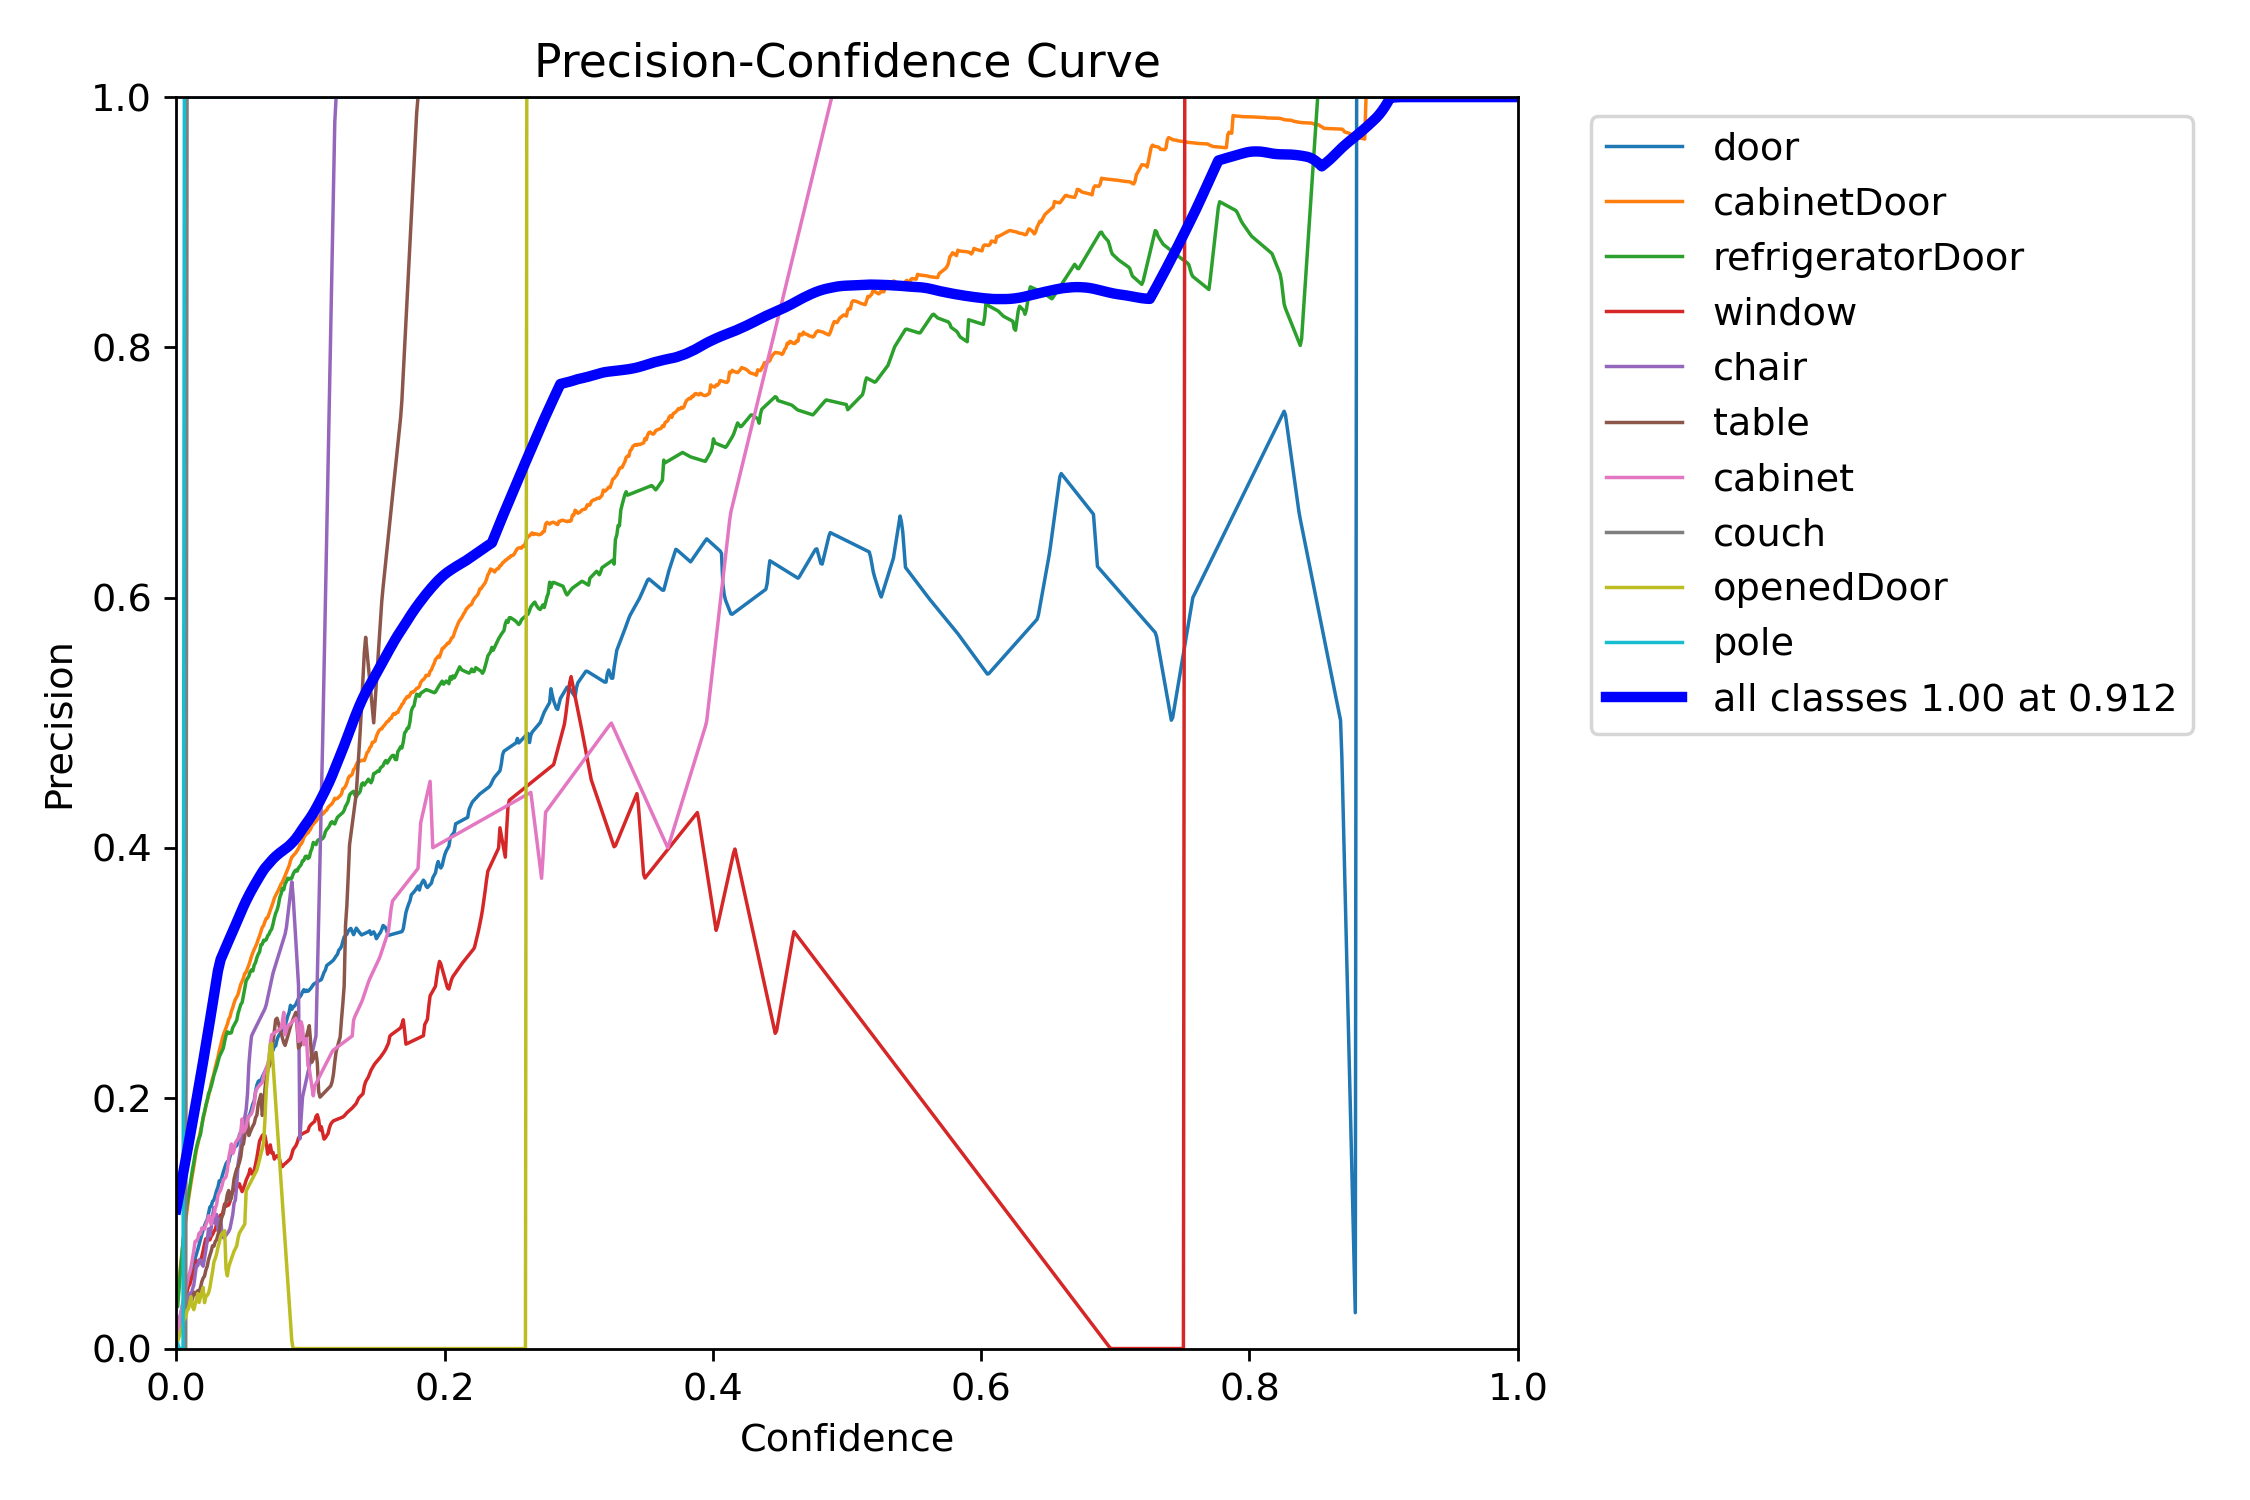 Precision-Confidence Curve
1.0
0.8
0.6
0.4
0.2
0.0
Precision
0.0 0.2 0.4 0.6 0.8 1.0
Confidence
door
cabinetDoor
refrigeratorDoor
window
chair
table
cabinet
couch
openedDoor
pole
all classes 1.00 at 0.912